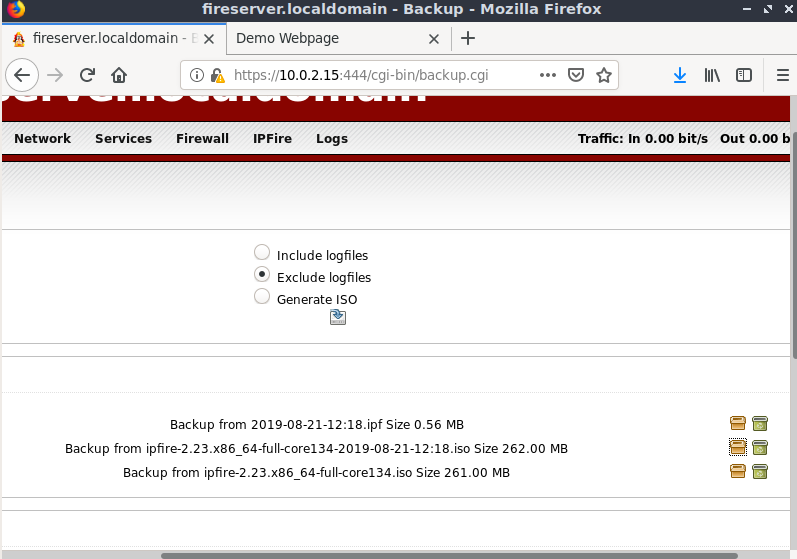 fireserver.localdomain - Backup - Mozilla Firefox
fireserver.localdomain -
Demo Webpage
https://10.0.2.15:444/cgi-bin/backup.cgi
Network Services Firewall IPFire Logs Traffic: In 0.00 bit/s Out 0.00
Include logfiles
Exclude logfiles
Generate ISO
Backup from 2019-08-21-12:18.ipf Size 0.56 MB
Backup from ipfire-2.23.x86_64-full-core134-2019-08-21-12:18.iso Size 262.00 MB
Backup from ipfire-2.23.x86_64-full-core134.iso Size 261.00 MB